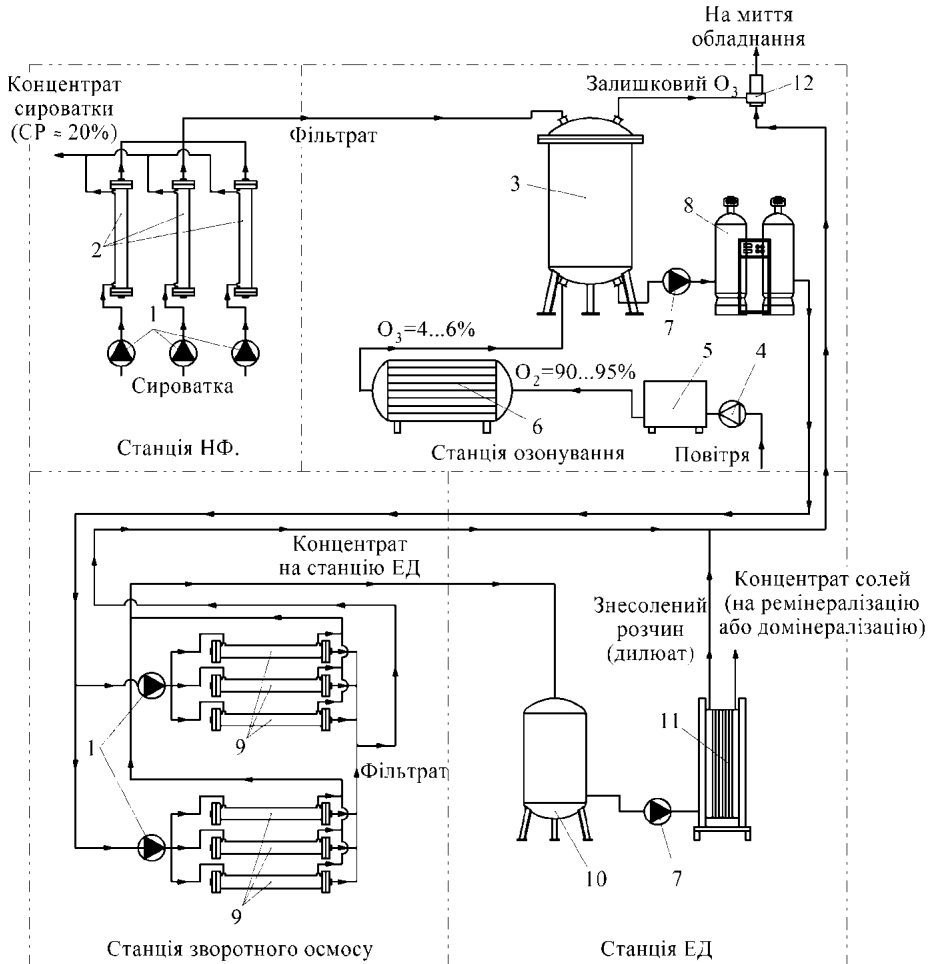 На миття
обладнання
Концентрат
сироватки
(СР ≈ 20%)
Залишковий O₃
12
Фільтрат
3
8
2
7
1
O₃=4...6%
O₂=90...95%
5
4
Сироватка
6
Станція НФ.
Станція озонування
Повітря
Концентрат
на станцію ЕД
Концентрат солей
(на ремінералізацію
або домінералізацію)
Знесолений
розчин
(дилюат)
9
11
1
Фільтрат
10
7
9
Станція зворотного осмосу
Станція ЕД